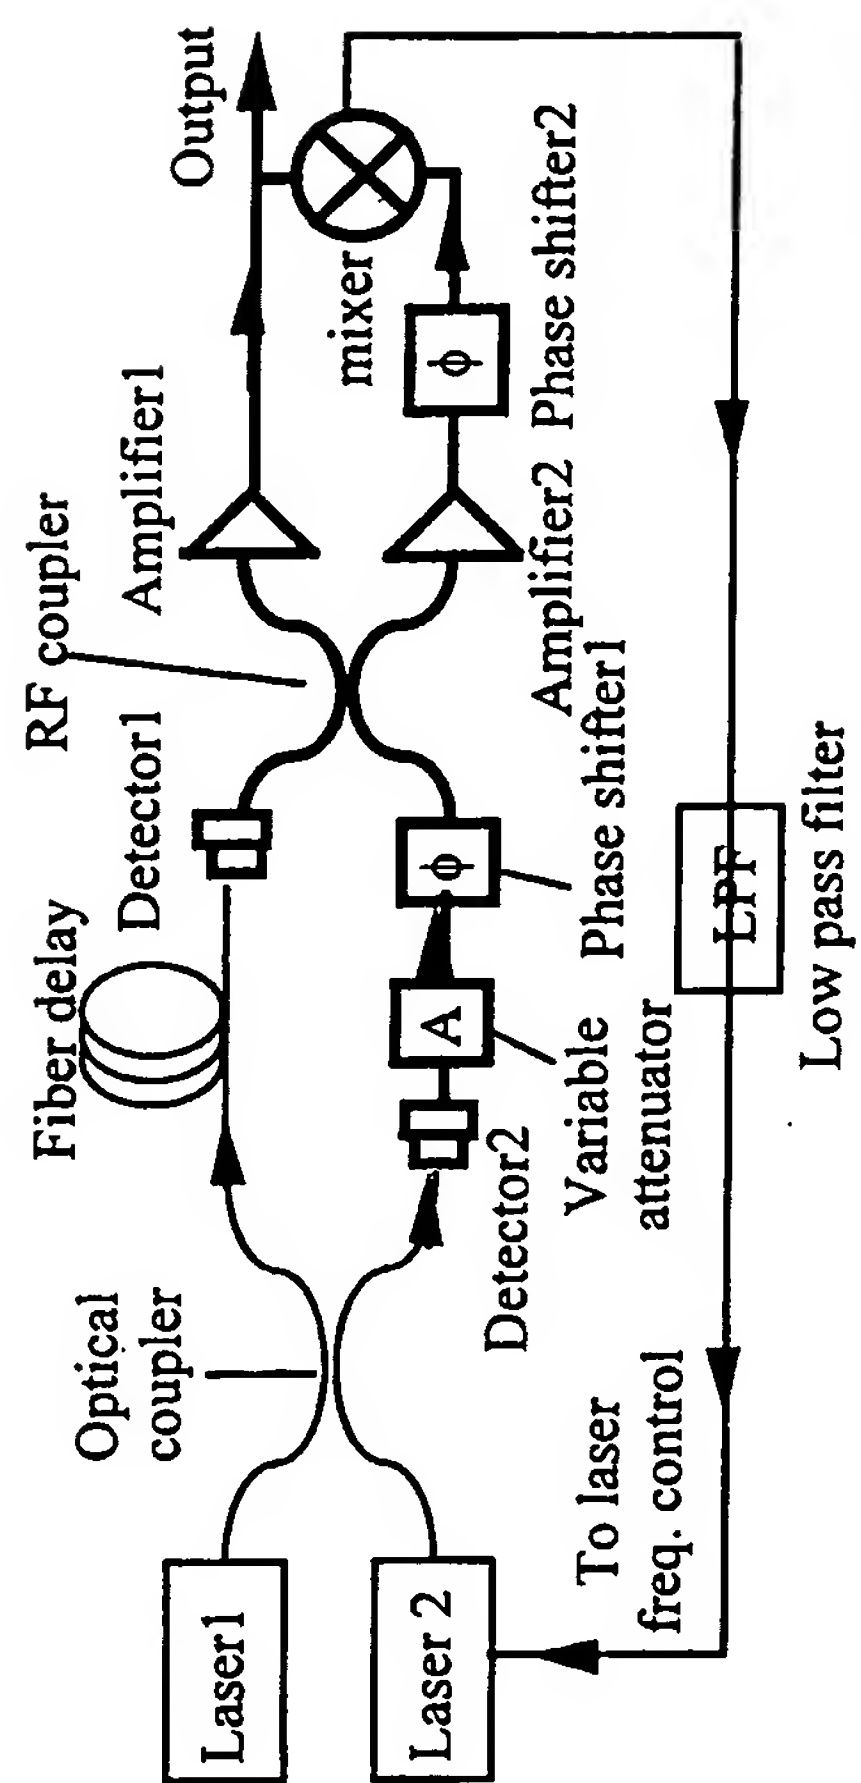 Laser1
Laser 2
Optical
coupler
To laser
freq. control
Fiber delay
Detector1
Detector2
A
Variable
attenuator
ϕ
Phase shifter1
LPF
Low pass filter
RF coupler
Amplifier1
Amplifier2
ϕ
Phase shifter2
mixer
Output